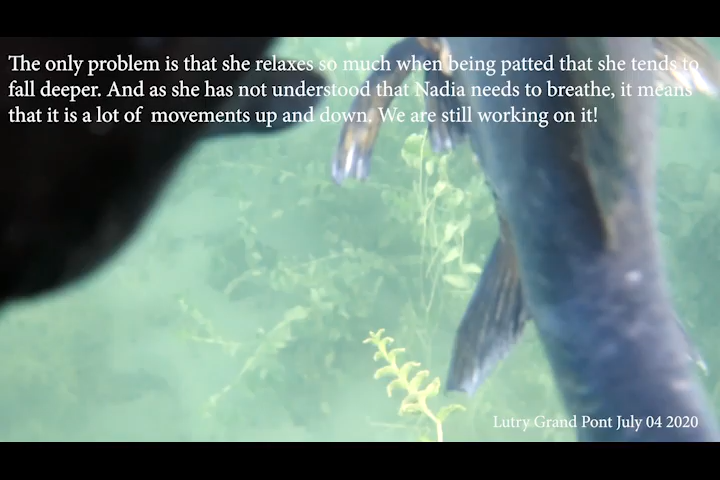 The only problem is that she relaxes so much when being patted that she tends to
fall deeper. And as she has not understood that Nadia needs to breathe, it means
that it is a lot of movements up and down. We are still working on it!
Lutry Grand Pont July 04 2020